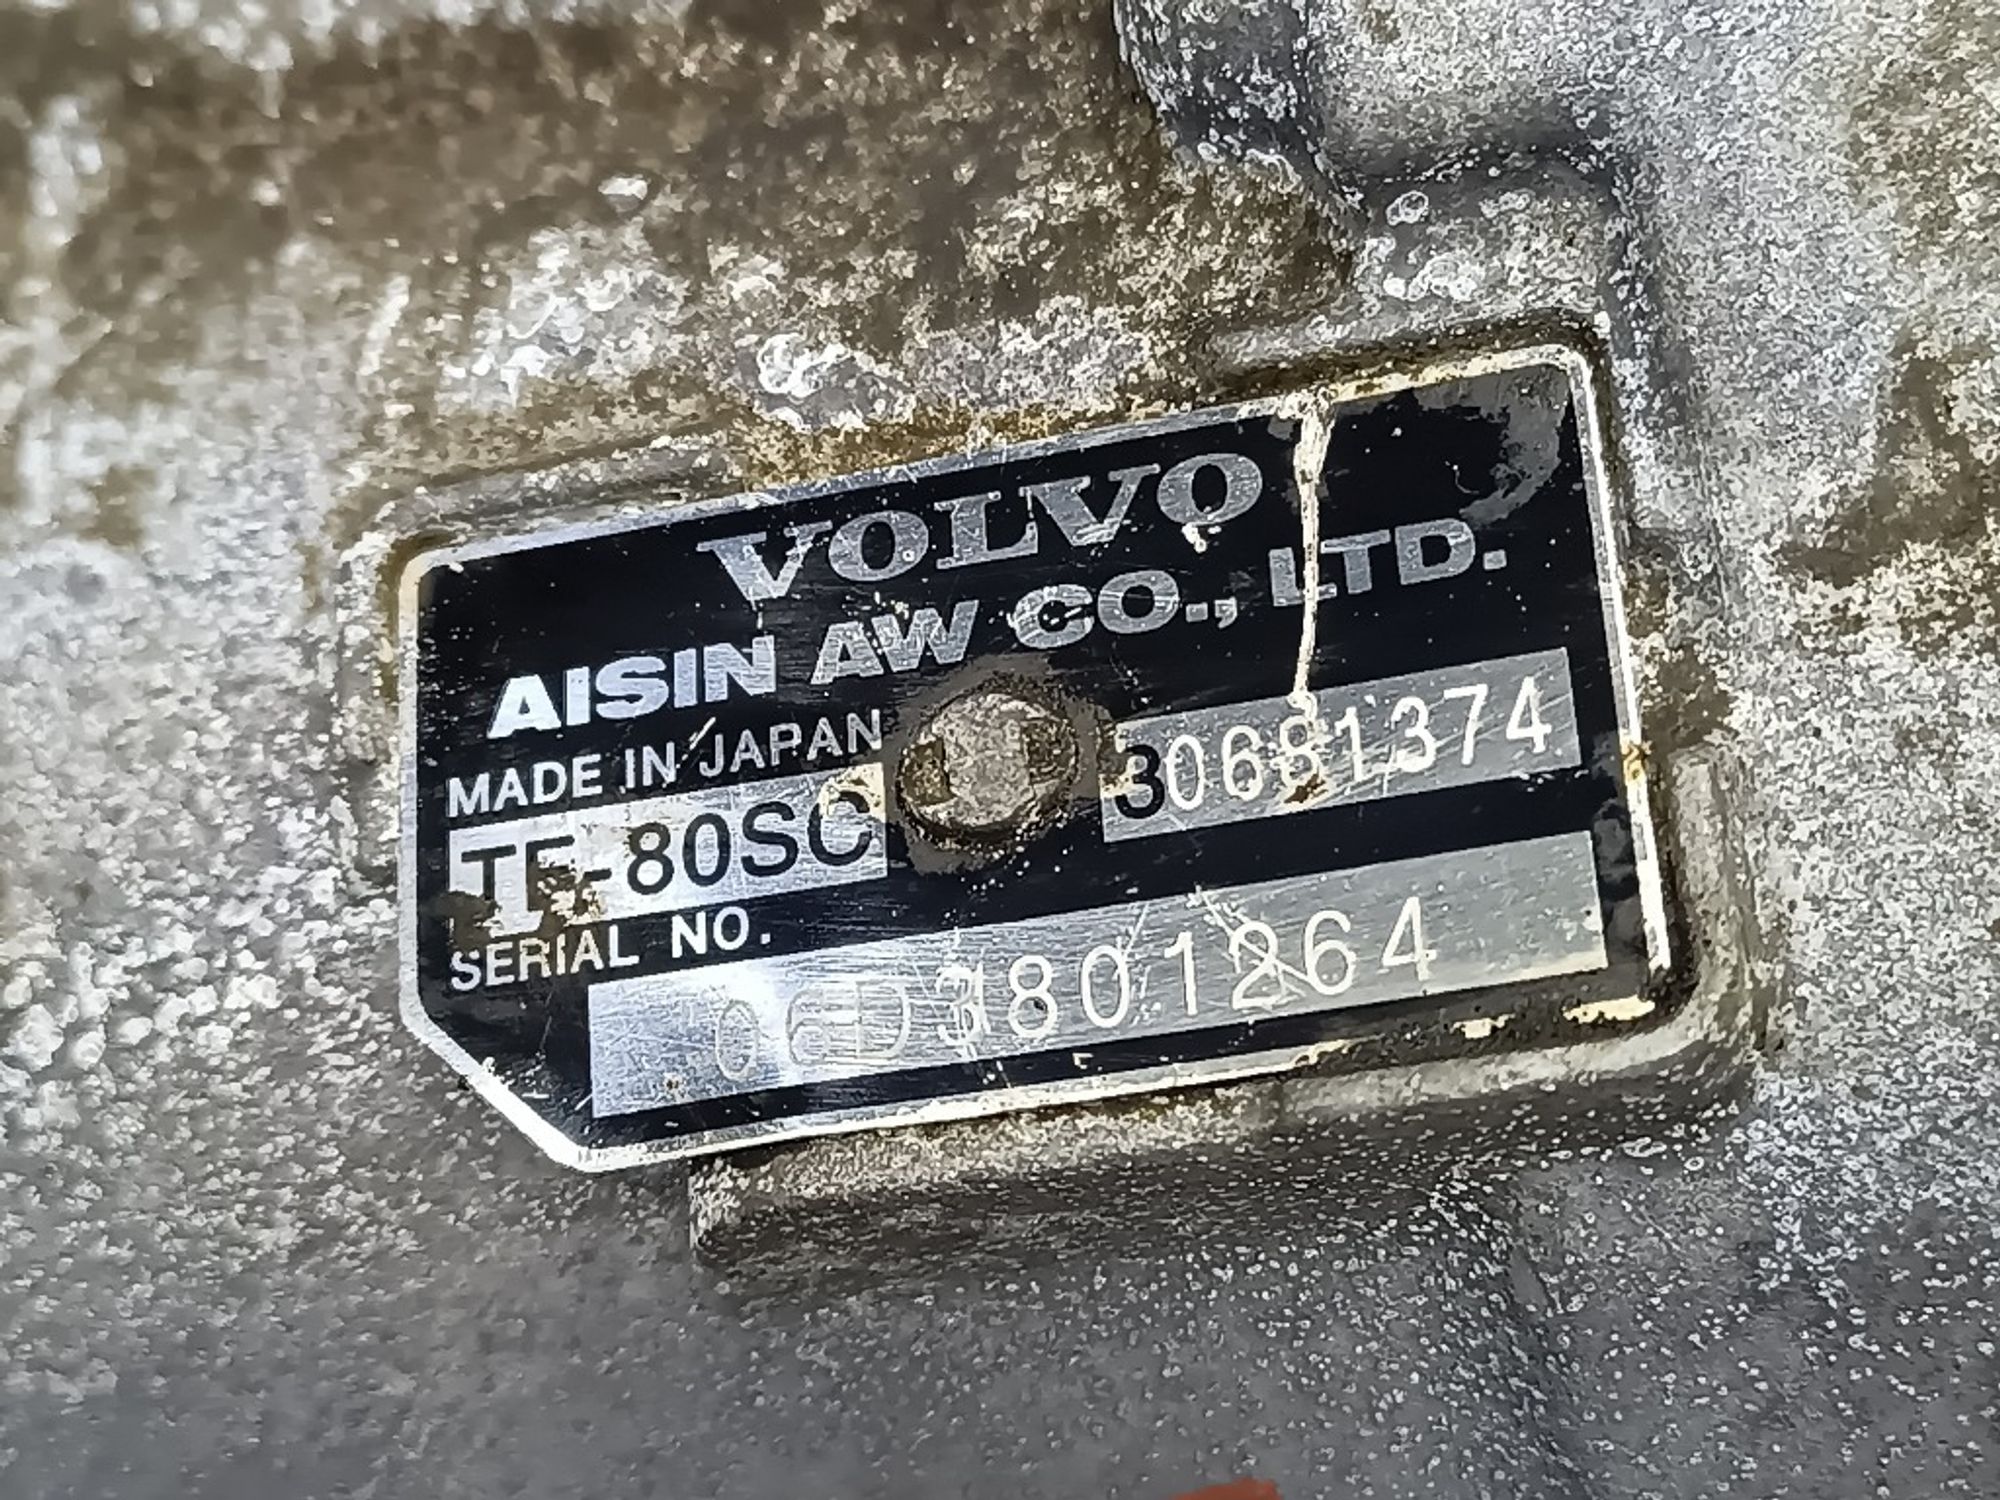 VOLVO
AISIN AW CO., LTD.
MADE IN JAPAN
TF-80SC 30681374
SERIAL NO.
06D3801264